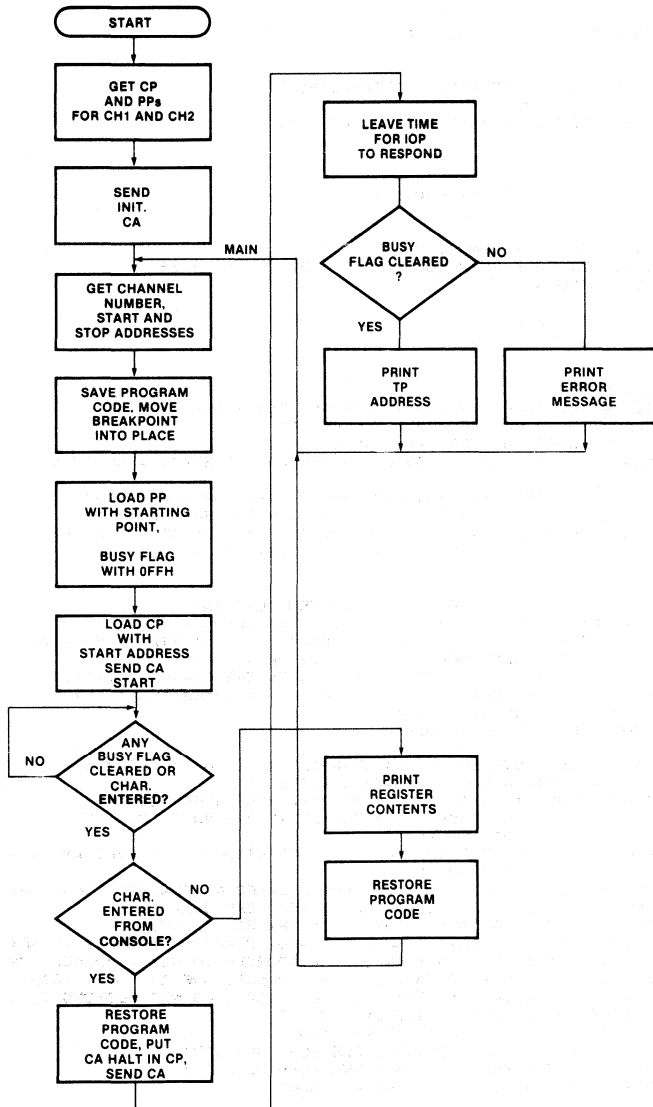 START
GET CP
AND PPs
FOR CH1 AND CH2
SEND
INIT.
CA
MAIN
GET CHANNEL
NUMBER,
START AND
STOP ADDRESSES
SAVE PROGRAM
CODE, MOVE
BREAKPOINT
INTO PLACE
LOAD PP
WITH STARTING
POINT,
BUSY FLAG
WITH 0FFH
LOAD CP
WITH
START ADDRESS
SEND CA
START
ANY
BUSY FLAG
CLEARED OR
CHAR.
ENTERED?
NO
YES
CHAR.
ENTERED
FROM
CONSOLE?
NO
YES
RESTORE
PROGRAM
CODE, PUT
CA HALT IN CP,
SEND CA
LEAVE TIME
FOR IOP
TO RESPOND
BUSY
FLAG CLEARED
?
NO
YES
PRINT
TP
ADDRESS
PRINT
ERROR
MESSAGE
PRINT
REGISTER
CONTENTS
RESTORE
PROGRAM
CODE